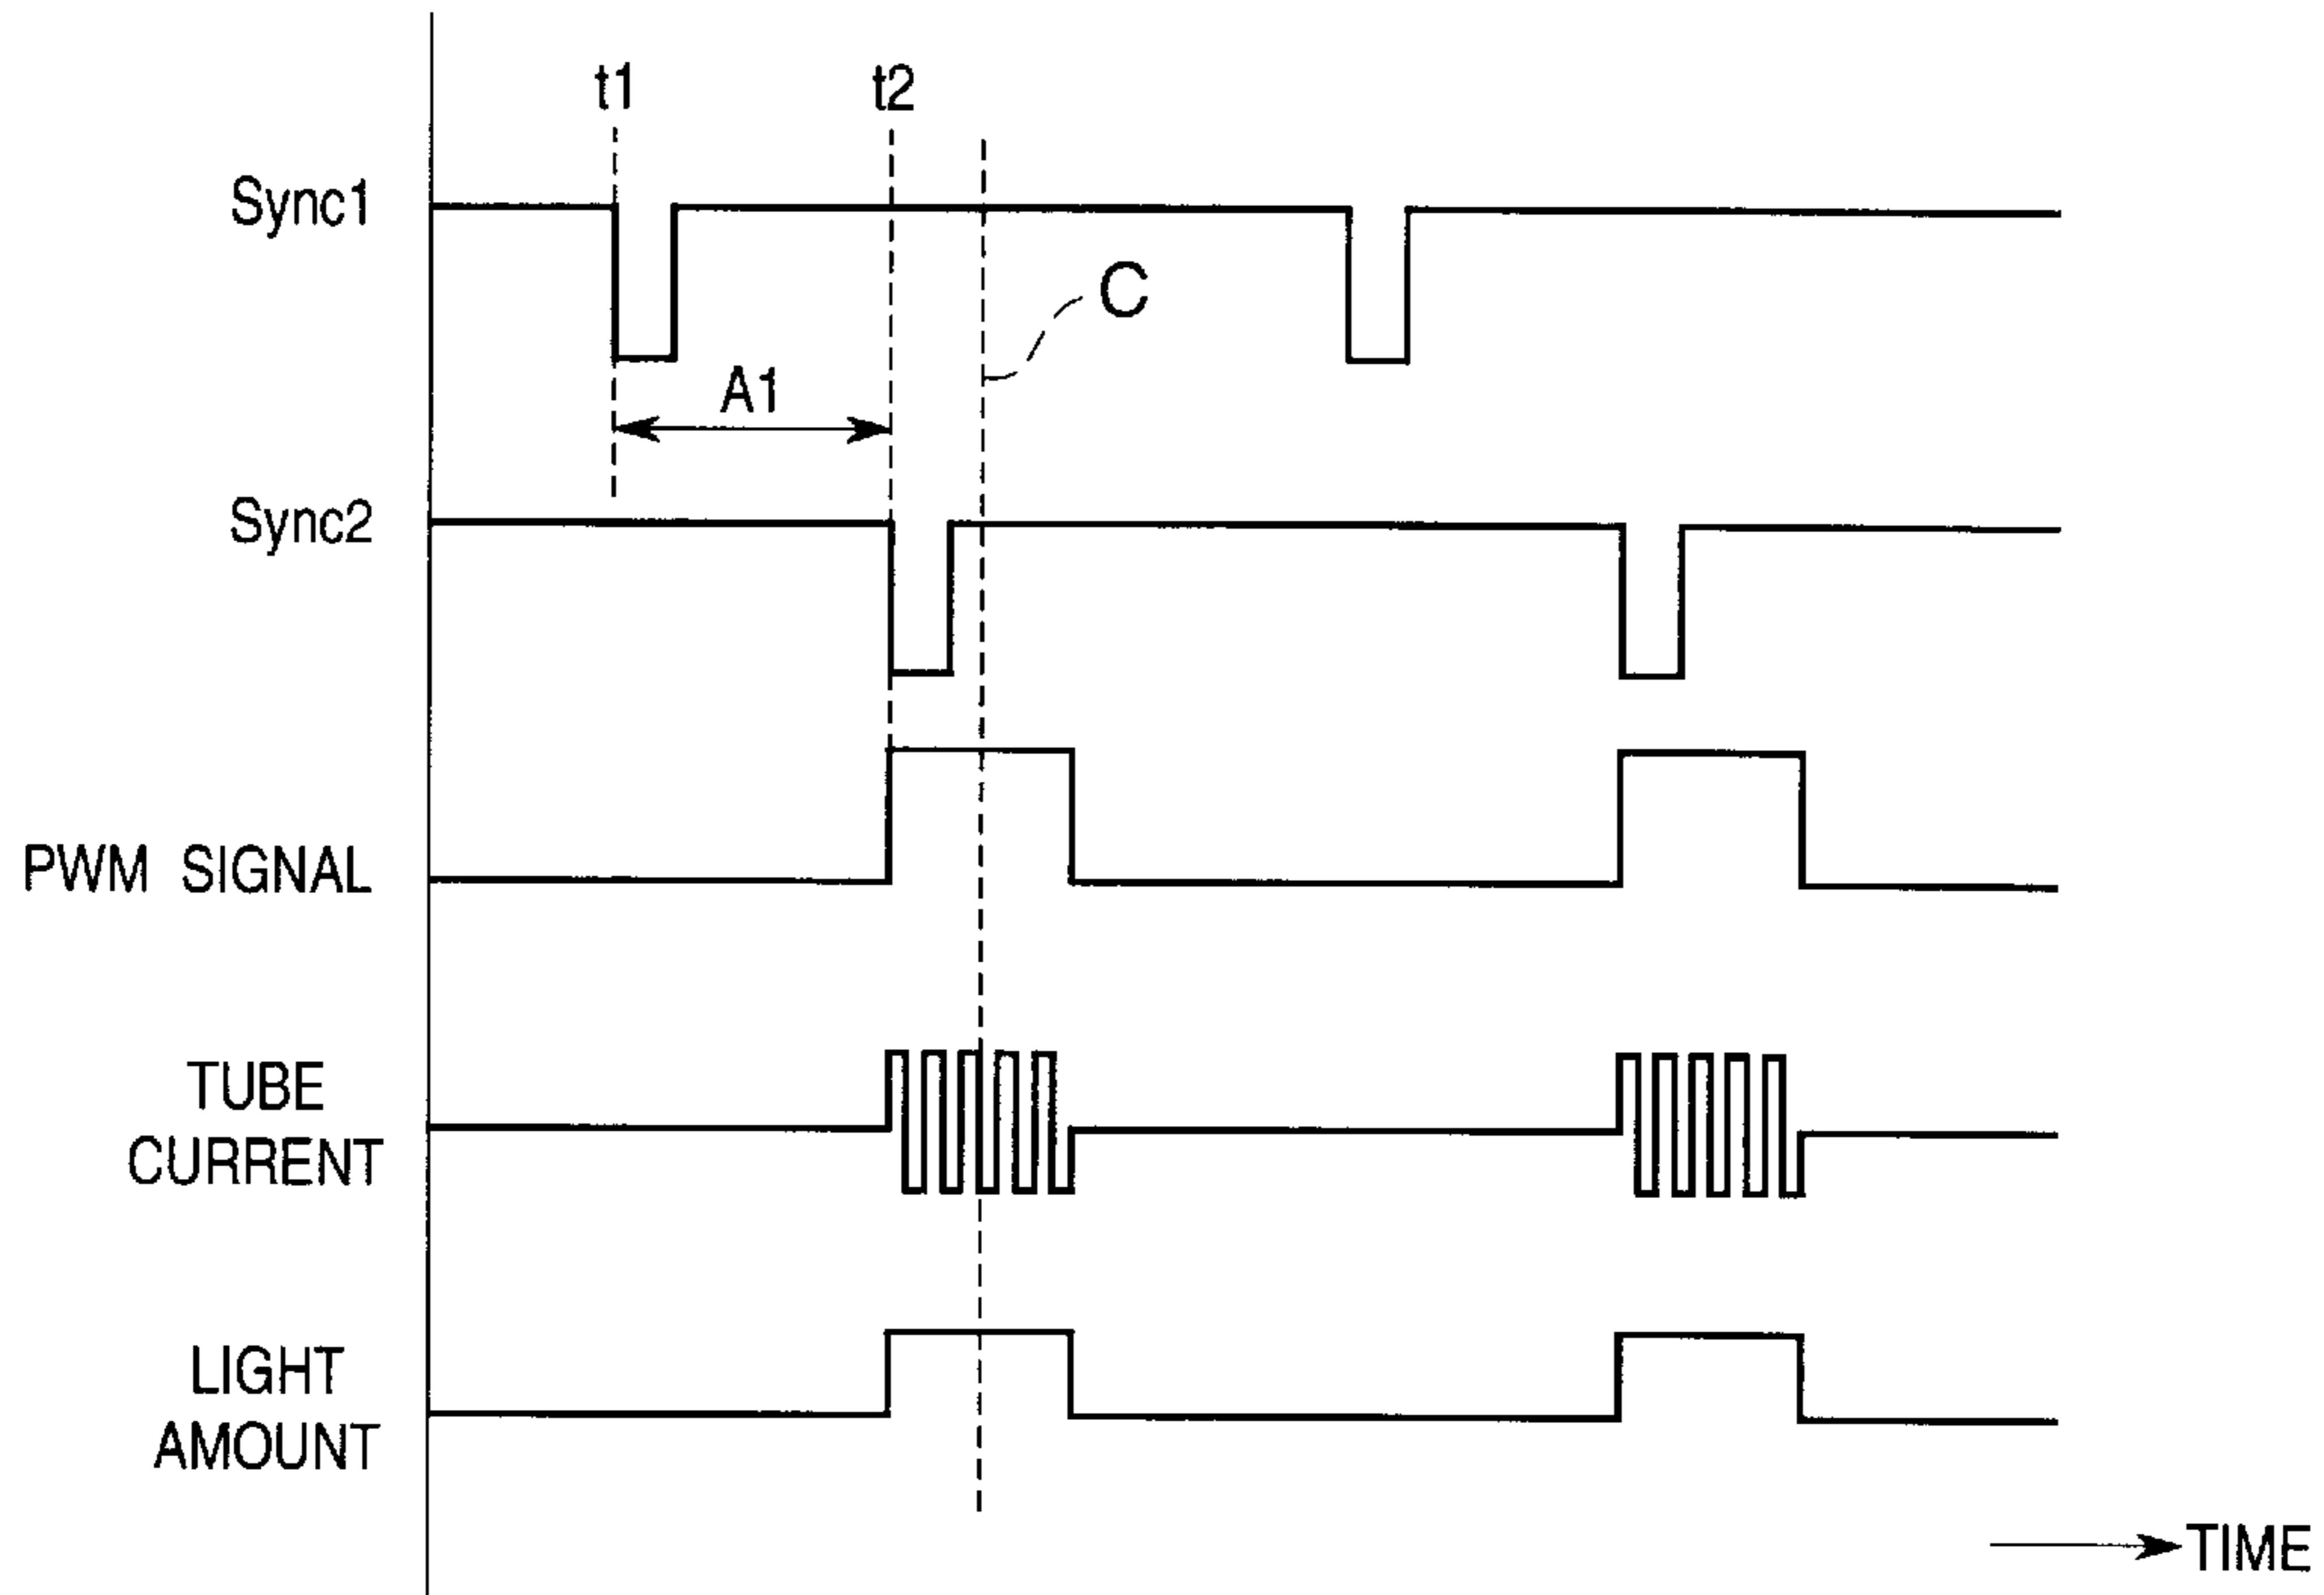 t1
t2
Sync1
C
A1
Sync2
PWM SIGNAL
TUBE
CURRENT
LIGHT
AMOUNT
TIME